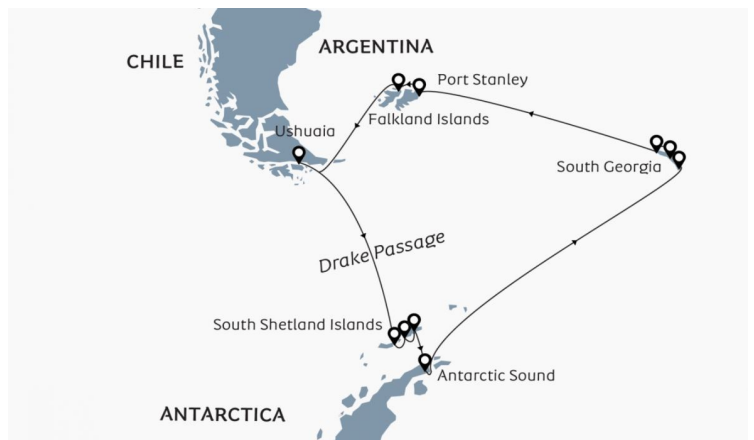 ARGENTINA
CHILE
Port Stanley
Falkland Islands
Ushuaia
South Georgia
Drake Passage
South Shetland Islands
Antarctic Sound
ANTARCTICA